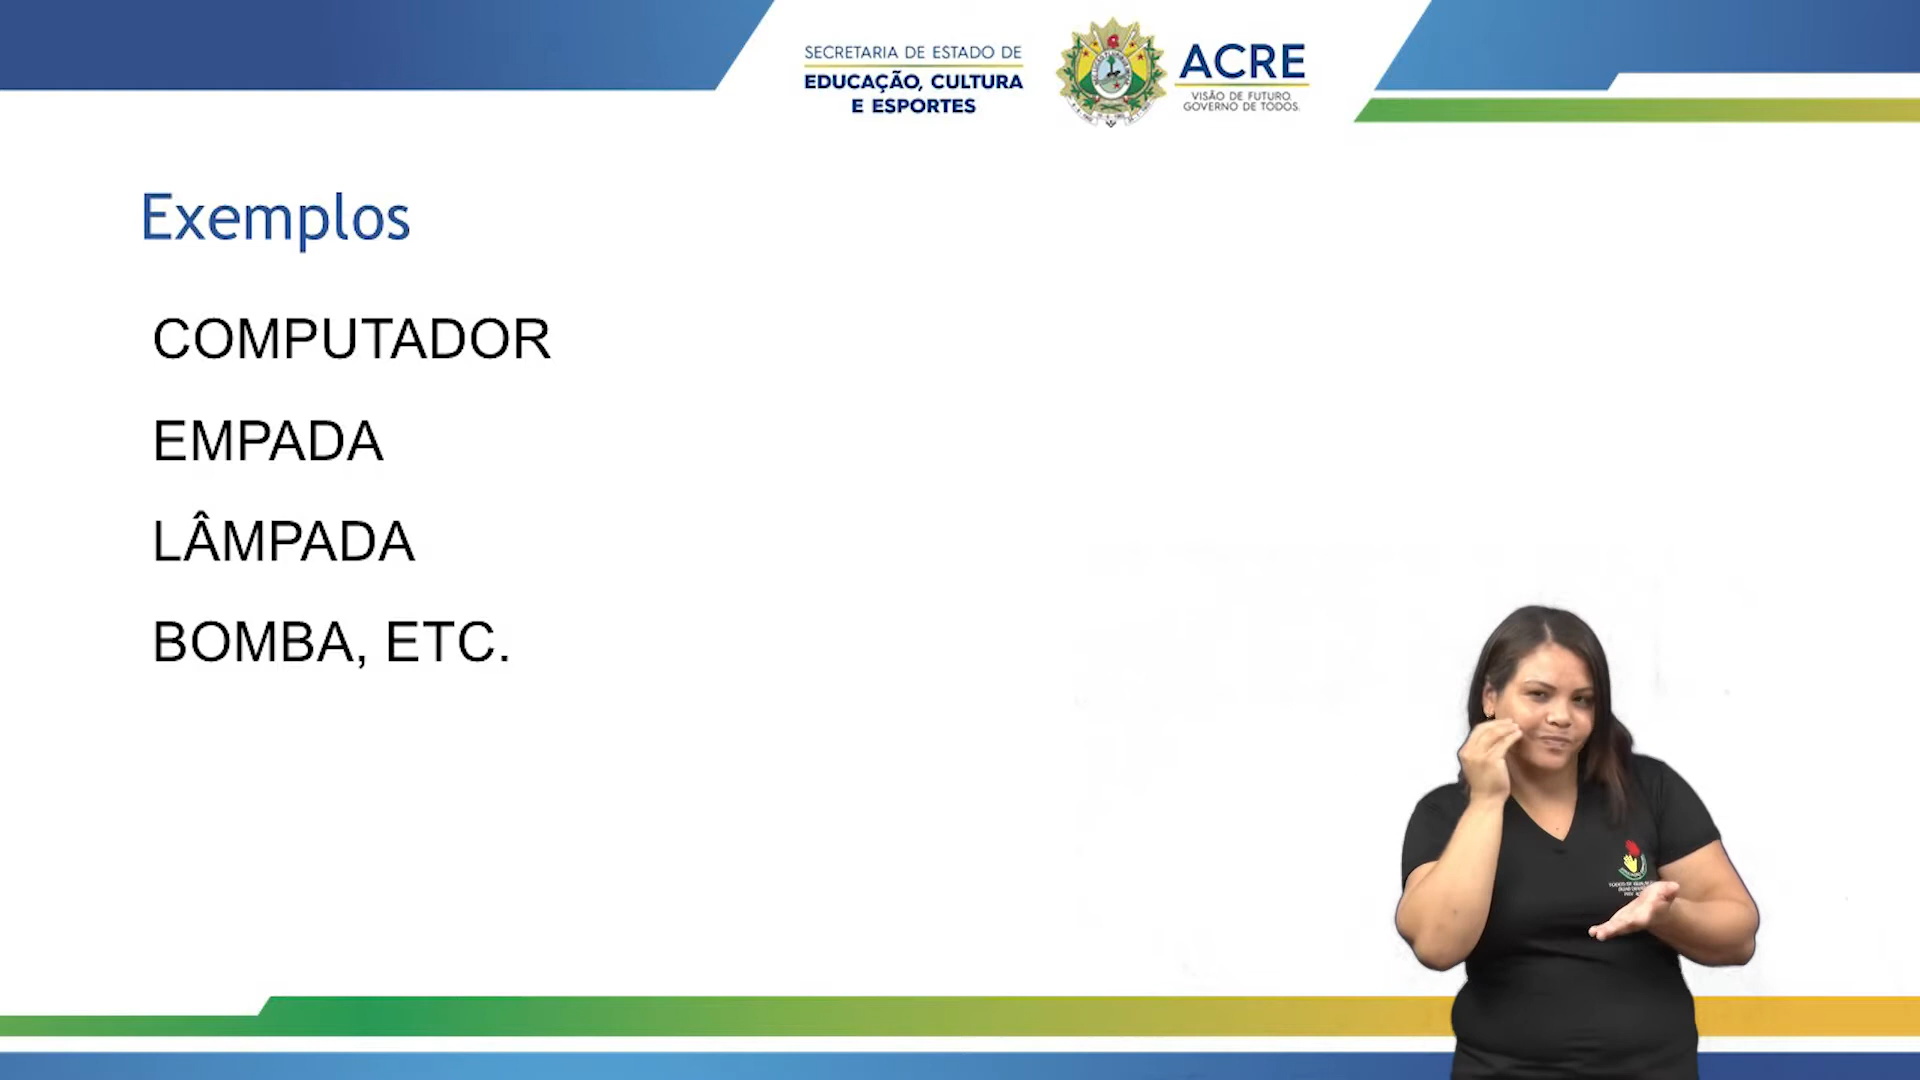 SECRETARIA DE ESTADO DE
EDUCAÇÃO, CULTURA
E ESPORTES
ACRE
VISÃO DE FUTURO.
GOVERNO DE TODOS.
Exemplos
COMPUTADOR
EMPADA
LÂMPADA
BOMBA, ETC.